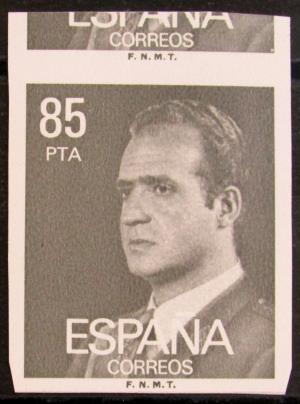 ESPAÑA
CORREOS
F. N. M. T.
85
PTA
ESPAÑA
CORREOS
F. N. M. T.